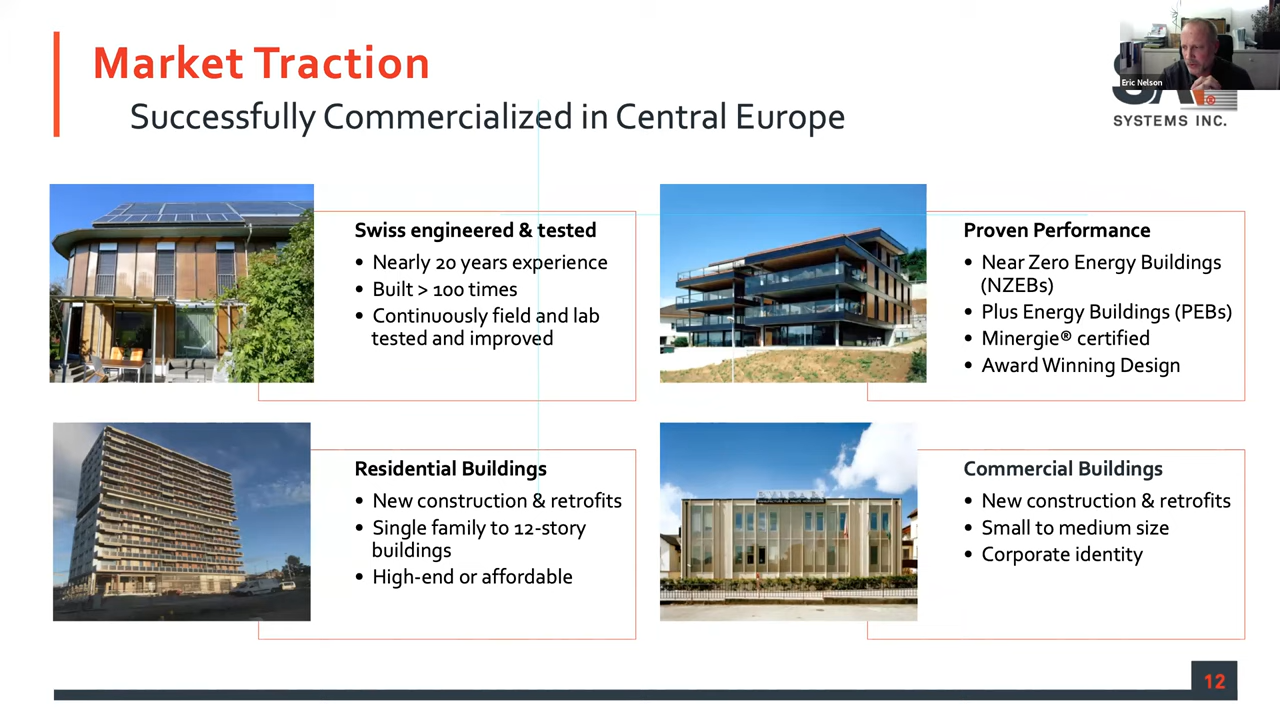 Market Traction
Successfully Commercialized in Central Europe
Eric Nelson
®
SYSTEMS INC.
Swiss engineered & tested
• Nearly 20 years experience
• Built > 100 times
• Continuously field and lab
tested and improved
Proven Performance
• Near Zero Energy Buildings
(NZEBs)
• Plus Energy Buildings (PEBs)
• Minergie® certified
• Award Winning Design
Residential Buildings
• New construction & retrofits
• Single family to 12-story
buildings
• High-end or affordable
BVLGARI
Commercial Buildings
• New construction & retrofits
• Small to medium size
• Corporate identity
12